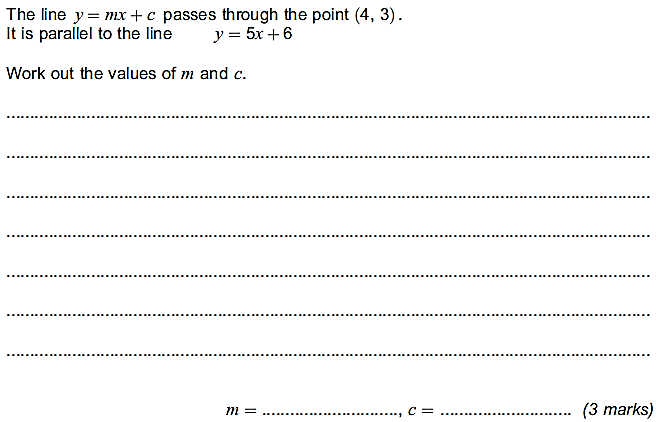 The line y = mx + c passes through the point (4, 3).
It is parallel to the line y = 5x + 6
Work out the values of m and c.
m = .............................., c = ............................ (3 marks)